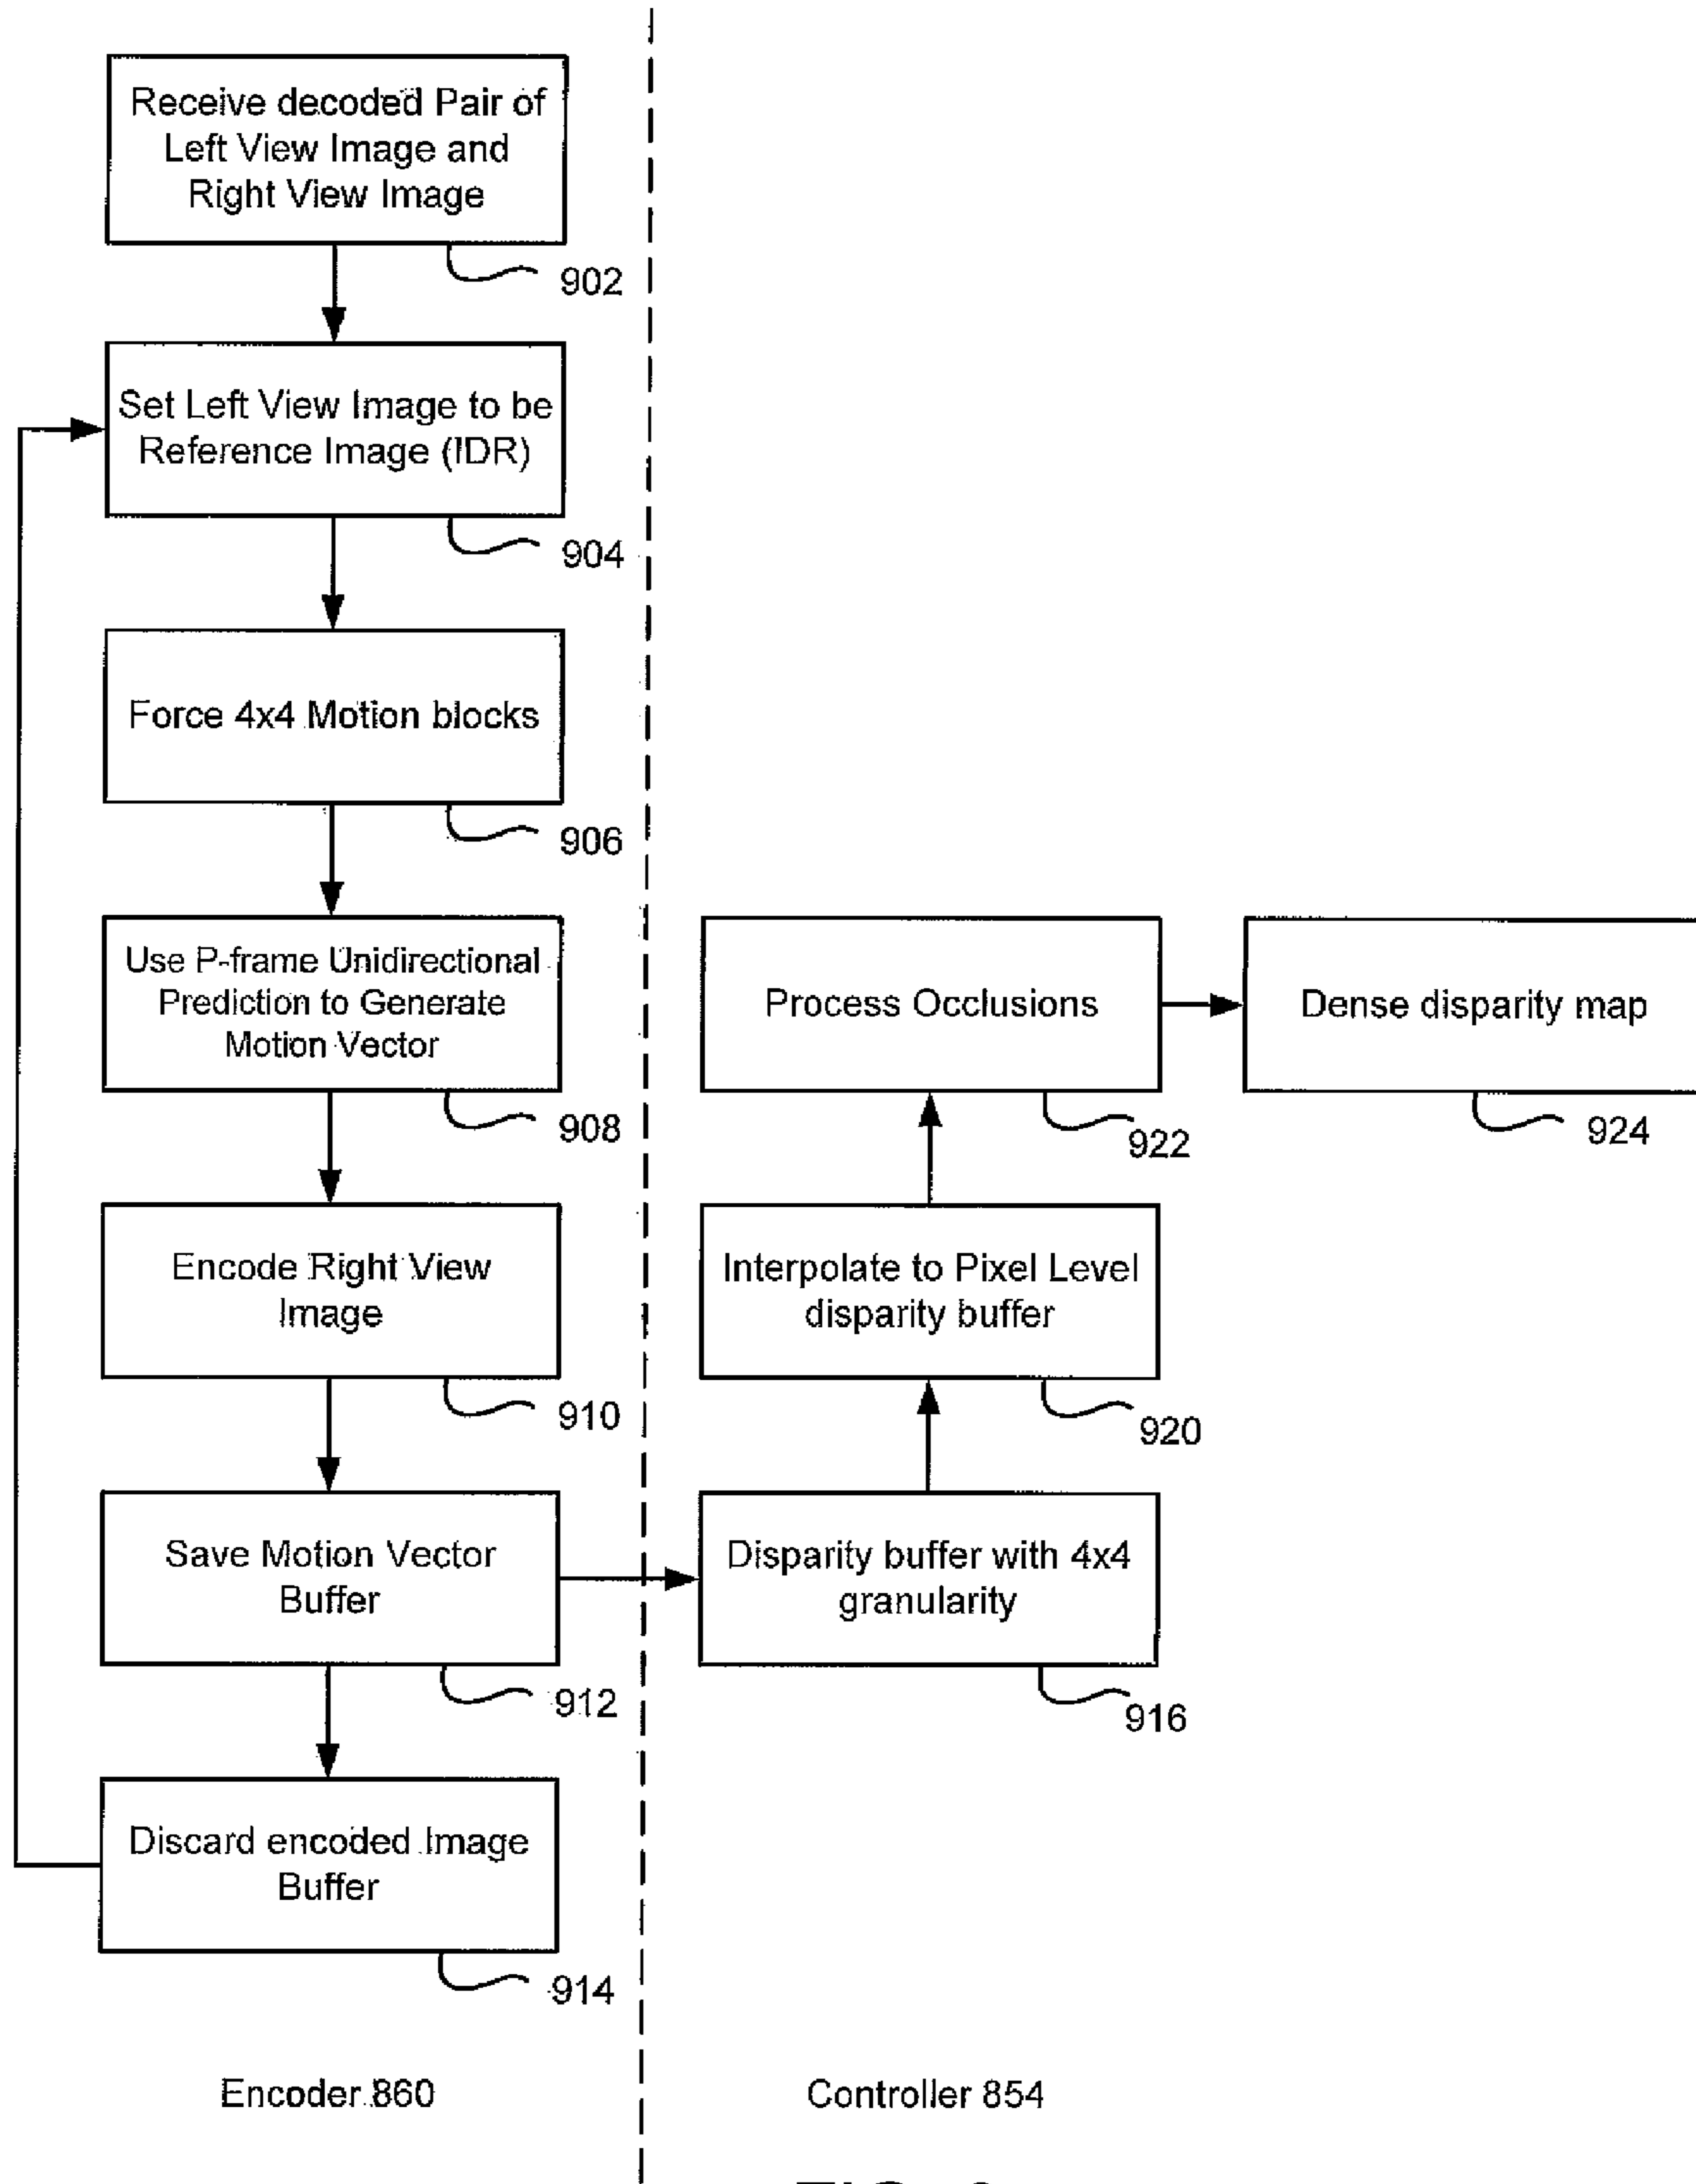 Receive decoded Pair of
Left View Image and
Right View Image
902
Set Left View Image to be
Reference Image (IDR)
904
Force 4x4 Motion blocks
906
Use P-frame Unidirectional
Prediction to Generate
Motion Vector
908
Encode Right View
Image
910
Save Motion Vector
Buffer
912
Discard encoded Image
Buffer
914
Process Occlusions
922
Dense disparity map
924
Interpolate to Pixel Level
disparity buffer
920
Disparity buffer with 4x4
granularity
916
Encoder 860
Controller 854